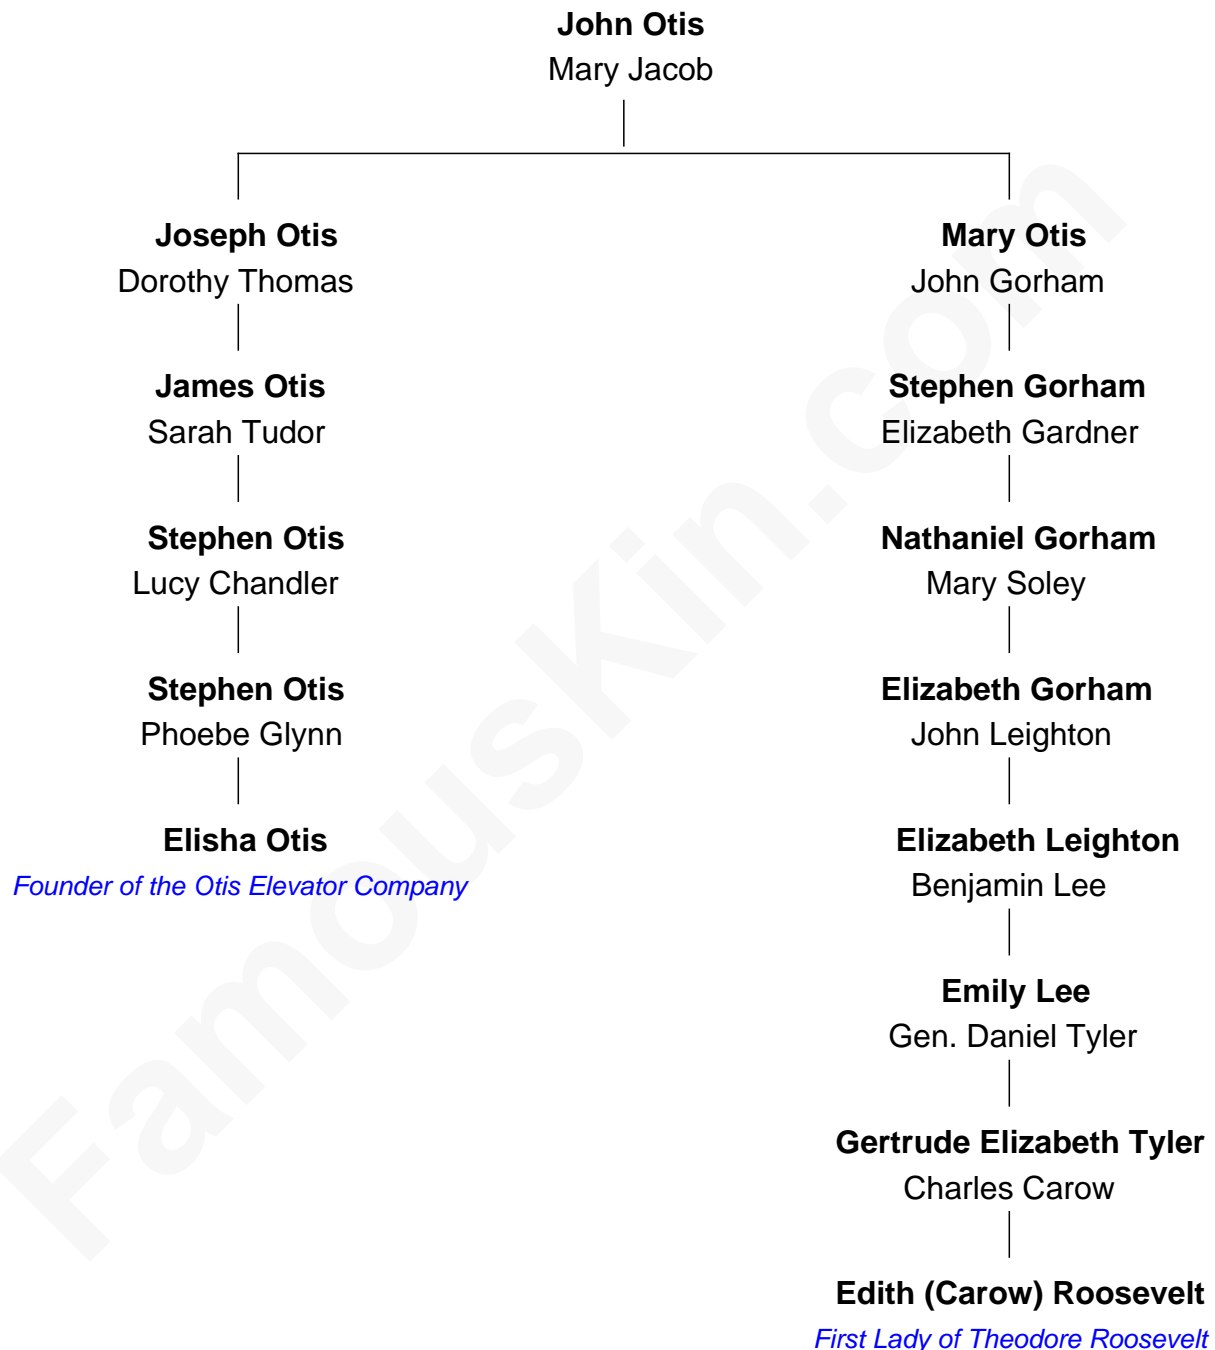 John Otis
Mary Jacob
Joseph Otis
Dorothy Thomas
James Otis
Sarah Tudor
Stephen Otis
Lucy Chandler
Stephen Otis
Phoebe Glynn
Elisha Otis
Founder of the Otis Elevator Company
Mary Otis
John Gorham
Stephen Gorham
Elizabeth Gardner
Nathaniel Gorham
Mary Soley
Elizabeth Gorham
John Leighton
Elizabeth Leighton
Benjamin Lee
Emily Lee
Gen. Daniel Tyler
Gertrude Elizabeth Tyler
Charles Carow
Edith (Carow) Roosevelt
First Lady of Theodore Roosevelt
FamousKin.com